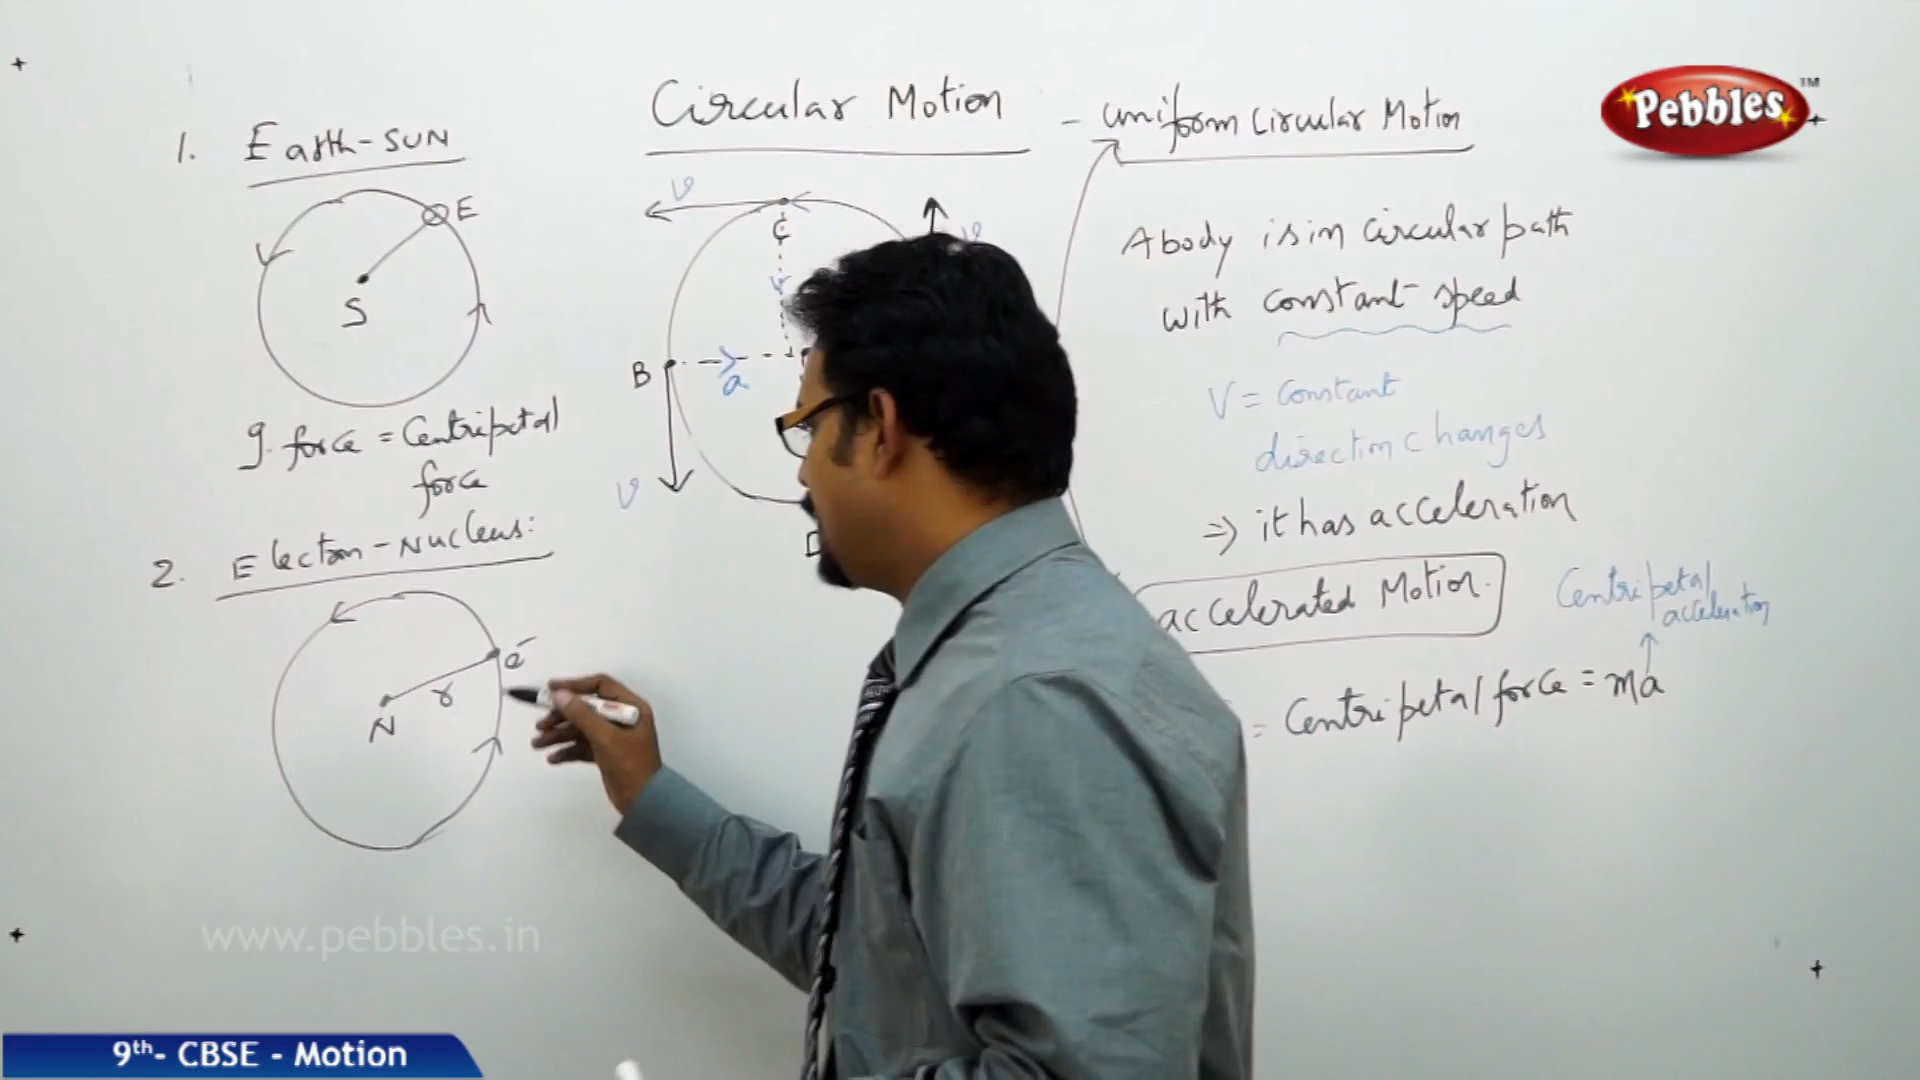 Circular Motion
- uniform Circular Motion
Pebbles™
1. Earth-SUN
E
S
g. force = Centripetal
force
2. Electron-Nucleus:
e-
r
N
v
C
v
r
B
a
v
D
A body is in circular path
with constant speed
V = Constant
direction changes
=> it has acceleration
accelerated Motion.
Centripetal
acceleration
= Centripetal force = ma
www.pebbles.in
9th- CBSE - Motion